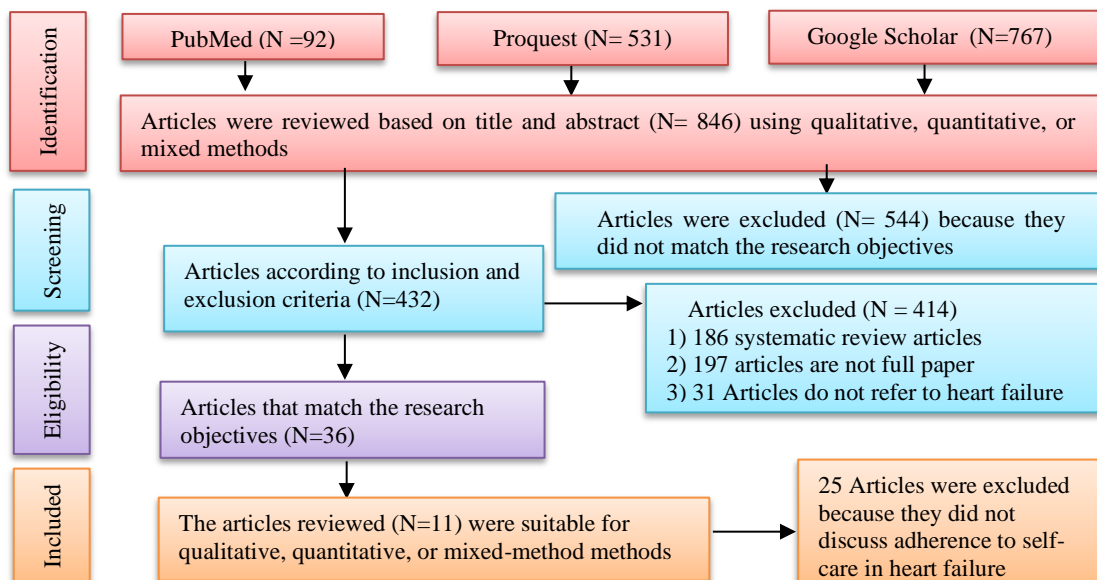 Identification
PubMed (N =92)
Proquest (N= 531)
Google Scholar (N=767)
Articles were reviewed based on title and abstract (N= 846) using qualitative, quantitative, or
mixed methods
Screening
Articles were excluded (N= 544) because they
did not match the research objectives
Articles according to inclusion and
exclusion criteria (N=432)
Articles excluded (N = 414)
1) 186 systematic review articles
2) 197 articles are not full paper
3) 31 Articles do not refer to heart failure
Eligibility
Articles that match the research
objectives (N=36)
Included
The articles reviewed (N=11) were suitable for
qualitative, quantitative, or mixed-method methods
25 Articles were excluded
because they did not
discuss adherence to self-
care in heart failure